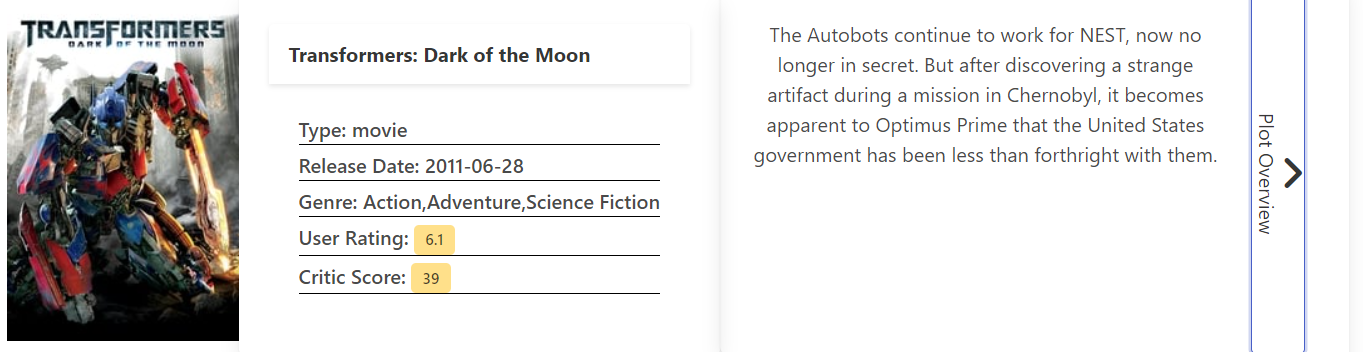 TRANSFORMERS
DARK OF THE MOON
Transformers: Dark of the Moon
Type: movie
Release Date: 2011-06-28
Genre: Action,Adventure,Science Fiction
User Rating: 6.1
Critic Score: 39
The Autobots continue to work for NEST, now no
longer in secret. But after discovering a strange
artifact during a mission in Chernobyl, it becomes
apparent to Optimus Prime that the United States
government has been less than forthright with them.
Plot Overview